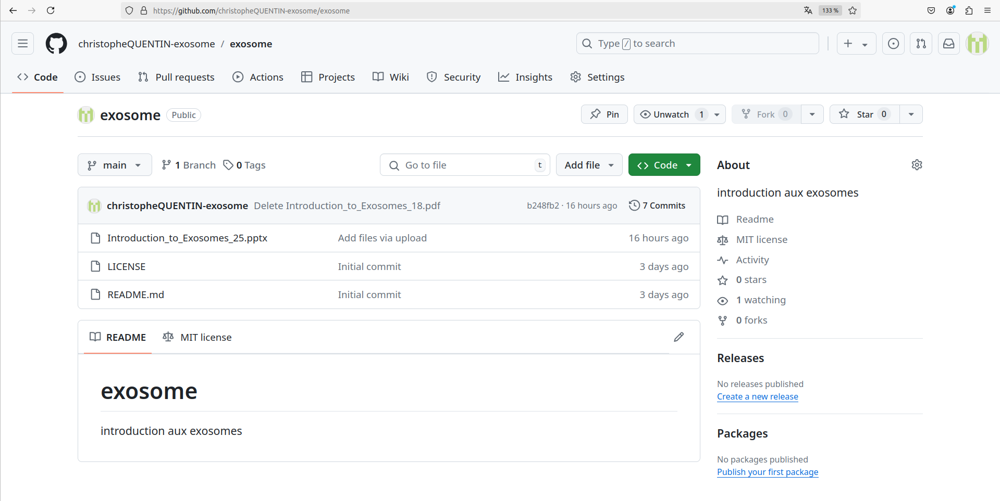 https://github.com/christopheQUENTIN-exosome/exosome
133 %
christopheQUENTIN-exosome / exosome
Type / to search
Code
Issues
Pull requests
Actions
Projects
Wiki
Security
Insights
Settings
exosome Public
Pin
Unwatch 1
Fork 0
Star 0
main
1 Branch
0 Tags
Go to file t
Add file
Code
christopheQUENTIN-exosome Delete Introduction_to_Exosomes_18.pdf b248fb2 · 16 hours ago 7 Commits
Introduction_to_Exosomes_25.pptx Add files via upload 16 hours ago
LICENSE Initial commit 3 days ago
README.md Initial commit 3 days ago
README
MIT license
exosome
introduction aux exosomes
About
introduction aux exosomes
Readme
MIT license
Activity
0 stars
1 watching
0 forks
Releases
No releases published
Create a new release
Packages
No packages published
Publish your first package